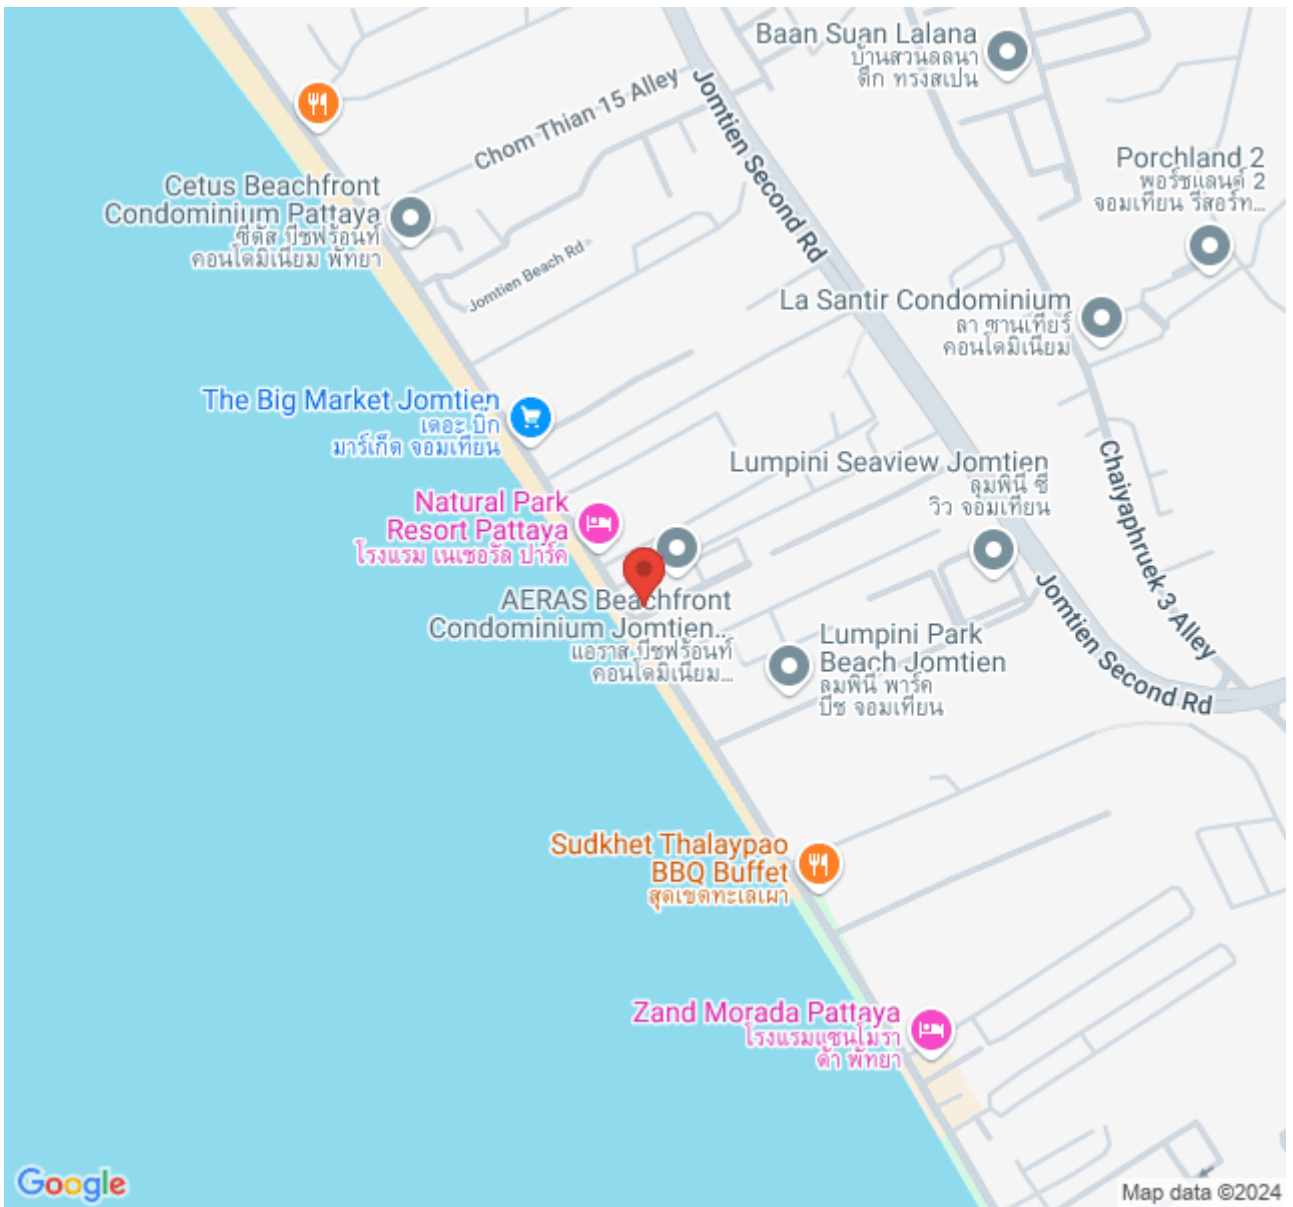 Baan Suan Lalana
บ้านสวนลลนา
ตึก ทรงสเปน
Chom Thian 15 Alley
Jomtien Second Rd
Porchland 2
พอร์ชแลนด์ 2
จอมเทียน รีสอร์ท...
Cetus Beachfront
Condominium Pattaya
ซีตัส บีชฟร้อนท์
คอนโดมิเนียม พัทยา
Jomtien Beach Rd
La Santir Condominium
ลา ซานเทียร์
คอนโดมิเนียม
The Big Market Jomtien
เดอะ บิ๊ก
มาร์เก็ต จอมเทียน
Chaiyaphruek 3 Alley
Lumpini Seaview Jomtien
ลุมพินี ซี
วิว จอมเทียน
Natural Park
Resort Pattaya
โรงแรม เนเชอรัล ปาร์ค
AERAS Beachfront
Condominium Jomtien...
แอราส บีชฟร้อนท์
คอนโดมิเนียม...
Jomtien Second Rd
Lumpini Park
Beach Jomtien
ลุมพินี พาร์ค
บีช จอมเทียน
Sudkhet Thalaypao
BBQ Buffet
สุดเขตทะเลเผา
Zand Morada Pattaya
โรงแรมแซนโมรา
ด้า พัทยา
Google
Map data ©2024